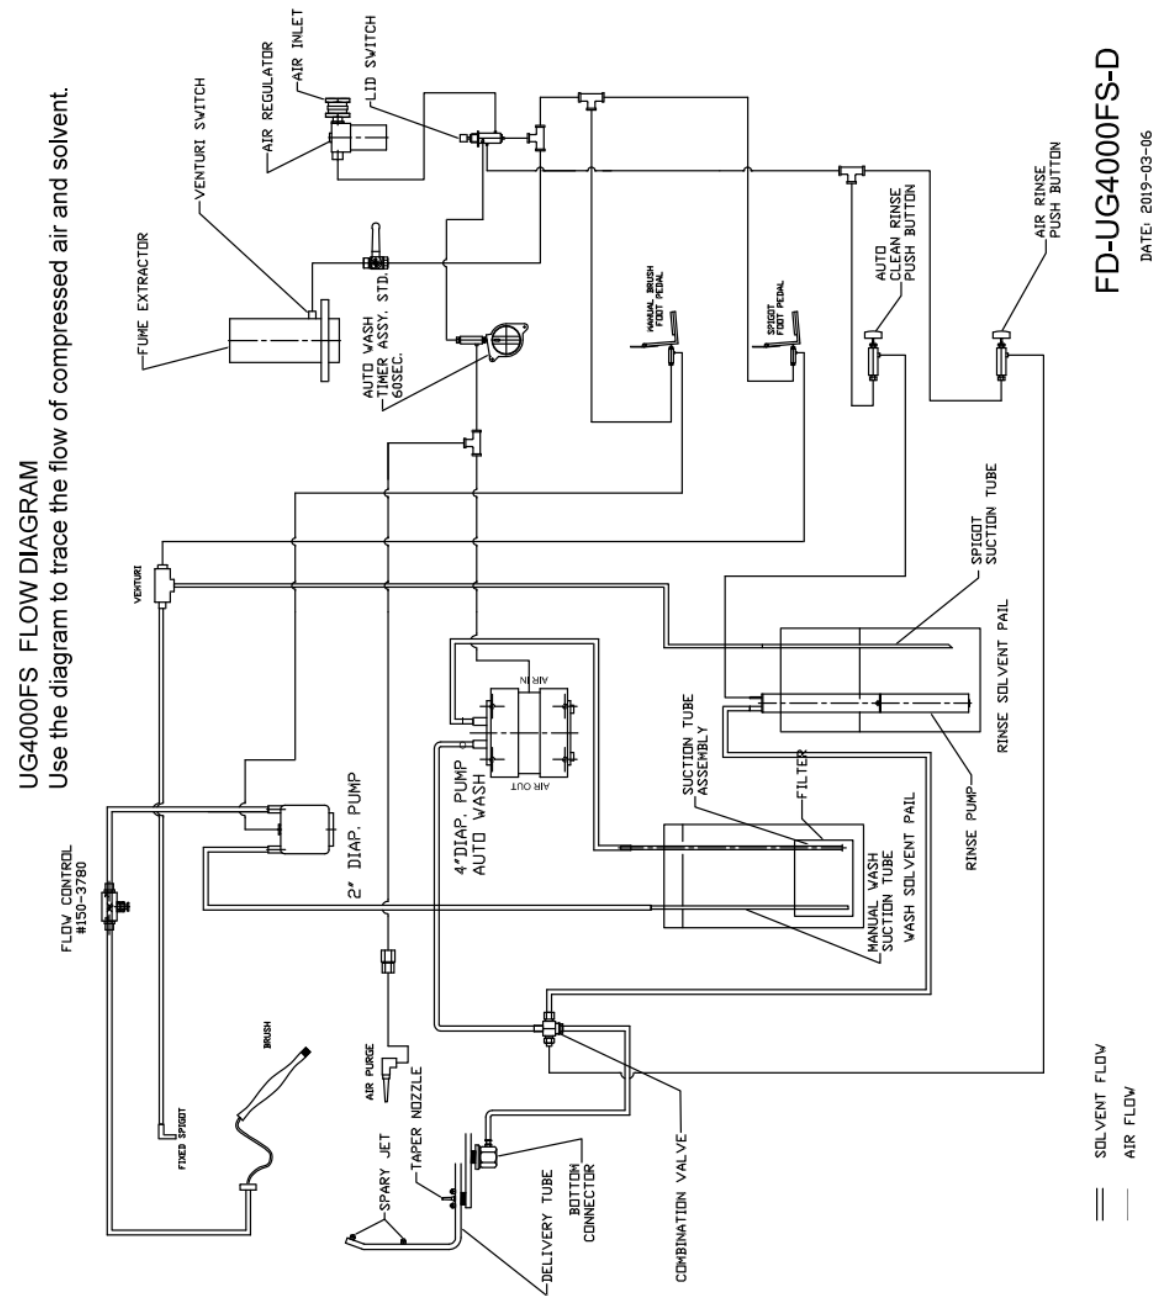 UG4000FS FLOW DIAGRAM
Use the diagram to trace the flow of compressed air and solvent.
FLOW CONTROL
#150-3780
BRUSH
FIXED SPIGOT
VENTURI
2" DIAP. PUMP
AIR PURGE
SPARY JET
TAPER NOZZLE
DELIVERY TUBE
BOTTOM
CONNECTOR
COMBINATION VALVE
4"DIAP. PUMP
AUTO WASH
AIR IN
AIR OUT
FUME EXTRACTOR
VENTURI SWITCH
AIR REGULATOR
AIR INLET
LID SWITCH
AUTO WASH
TIMER ASSY. STD.
60SEC.
MANUAL BRUSH
FOOT PEDAL
SPIGOT
FOOT PEDAL
AUTO
CLEAN RINSE
PUSH BUTTON
AIR RINSE
PUSH BUTTON
SUCTION TUBE
ASSEMBLY
FILTER
MANUAL WASH
SUCTION TUBE
WASH SOLVENT PAIL
RINSE PUMP
RINSE SOLVENT PAIL
SPIGOT
SUCTION TUBE
SOLVENT FLOW
AIR FLOW
FD-UG4000FS-D
DATE: 2019-03-06